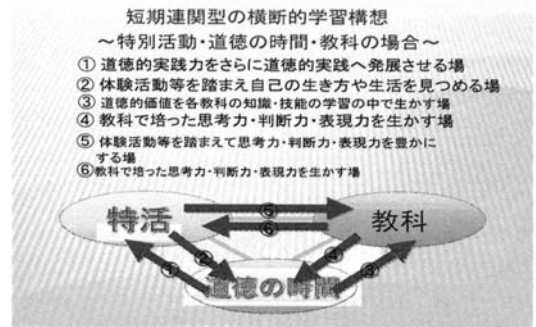 短期連関型の横断的学習構想
～特別活動・道徳の時間・教科の場合～
①道徳的実践力をさらに道徳的実践へ発展させる場
②体験活動等を踏まえ自己の生き方や生活を見つめる場
③道徳的価値を各教科の知識・技能の学習の中で生かす場
④教科で培った思考力・判断力・表現力を生かす場
⑤体験活動等を踏まえて思考力・判断力・表現力を豊かに
する場
⑥教科で培った思考力・判断力・表現力を生かす場
特活
⑤
⑥
教科
①
②
④
③
道徳の時間